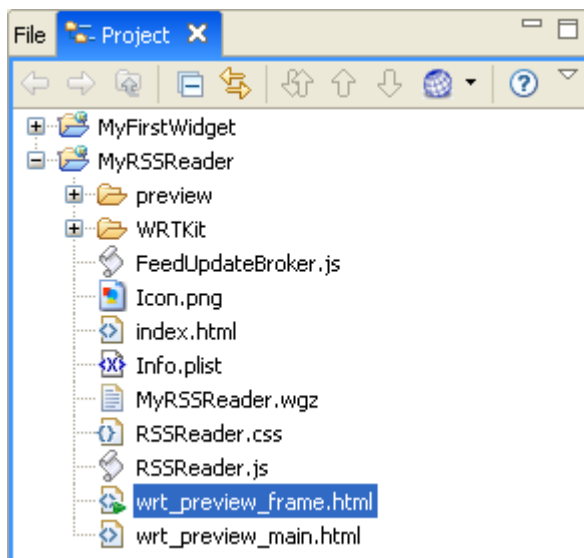 File Project
MyFirstWidget
MyRSSReader
preview
WRTKit
FeedUpdateBroker.js
Icon.png
index.html
Info.plist
MyRSSReader.wgz
RSSReader.css
RSSReader.js
wrt_preview_frame.html
wrt_preview_main.html